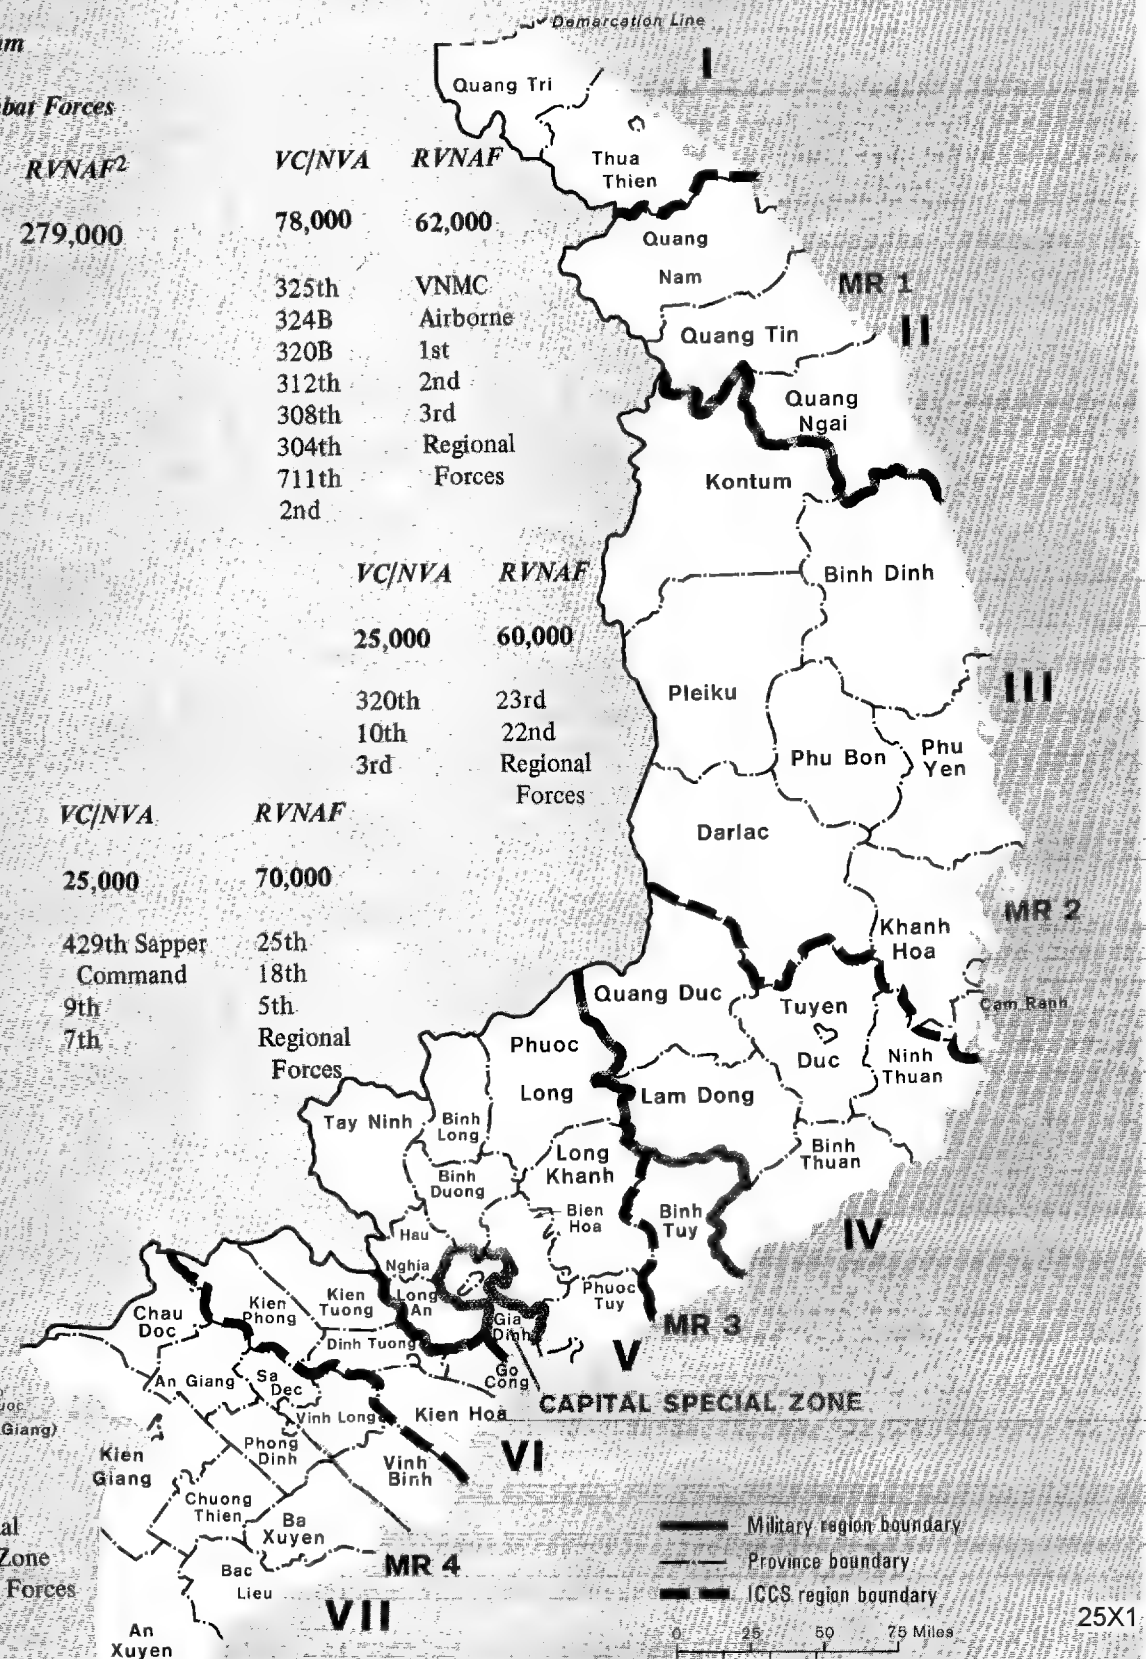 Demarcation Line
I
Combat Forces
RVNAF2
279,000
VC/NVA RVNAF
78,000 62,000
325th VNMC
324B Airborne
320B 1st
312th 2nd
308th 3rd
304th Regional
711th Forces
2nd
VC/NVA RVNAF
25,000 60,000
320th 23rd
10th 22nd
3rd Regional
Forces
VC/NVA RVNAF
25,000 70,000
429th Sapper 25th
Command 18th
9th 5th
7th Regional
Forces
Quang Tri
Thua
Thien
Quang
Nam
MR 1
II
Quang Tin
Quang
Ngai
Kontum
Binh Dinh
Pleiku
III
Phu Bon
Phu
Yen
Darlac
MR 2
Khanh
Hoa
Cam Ranh
Quang Duc
Tuyen
Duc
Ninh
Thuan
Phuoc
Long
Lam Dong
Tay Ninh
Binh
Long
Binh
Thuan
Long
Khanh
Binh
Duong
Bien
Hoa
Binh
Tuy
IV
Hau
Nghia
Long
An
Phuoc
Tuy
Gia
Dinh
MR 3
V
Chau
Doc
Kien
Phong
Kien
Tuong
Dinh Tuong
Go
Cong
CAPITAL SPECIAL ZONE
An Giang
Sa
Dec
Vinh Long
Kien Hoa
VI
Giang)
Kien
Giang
Phong
Dinh
Vinh
Binh
Chuong
Thien
Ba
Xuyen
MR 4
Zone
Forces
Bac
Lieu
VII
An
Xuyen
Military region boundary
Province boundary
ICCS region boundary
25X1
0 25 50 75 Miles